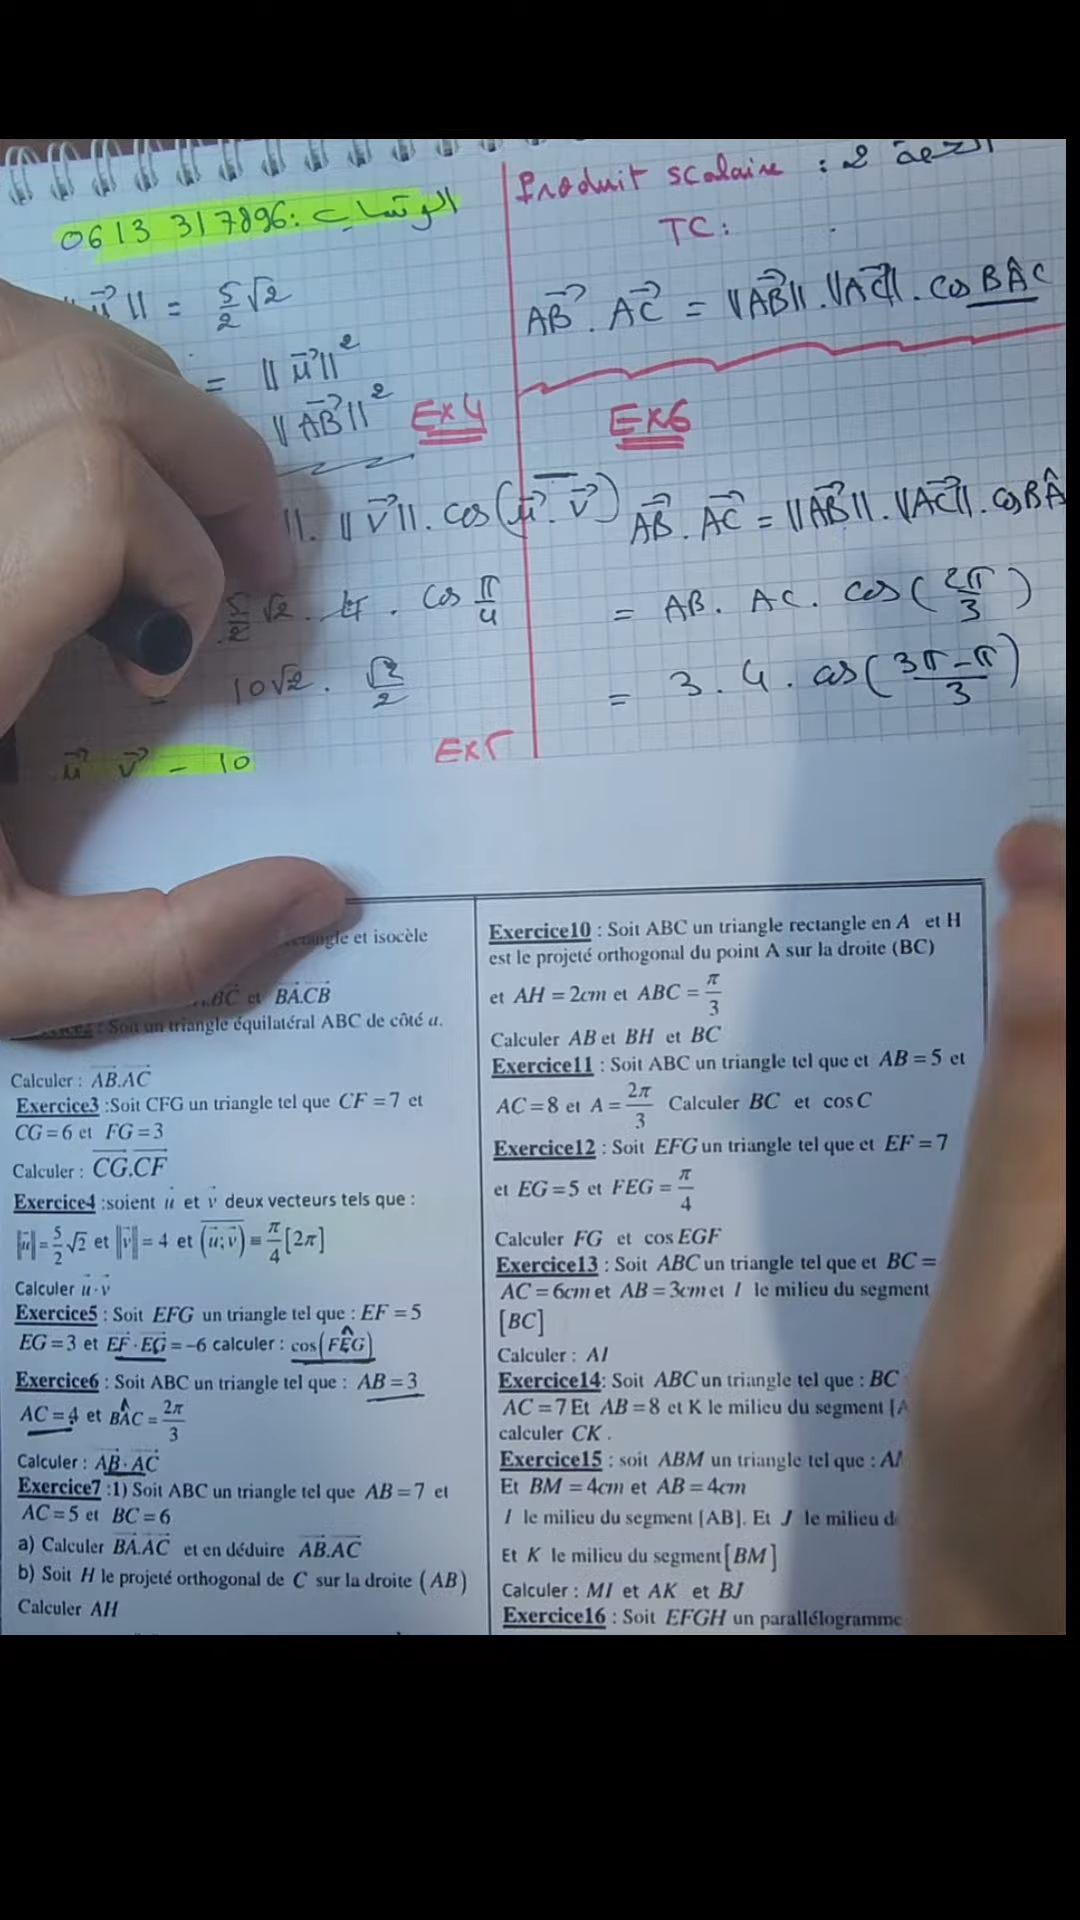 0613 317896: الوتساب
Produit scolaire : 2 الجزء
TC:
AB . AC = ||AB|| . ||AC|| . cos BÂC
u || = 5/2 √2
= || u ||²
|| AB ||²
Ex 4
||. || v ||. cos(u . v)
5/2 √2 . 4 . cos π/4
10√2 . √2/2
u v = 10
Ex 5
Ex6
AB . AC = ||AB|| . ||AC|| . cos BÂ
= AB . AC . cos(2π/3)
= 3 . 4 . cos(3π-π/3)
et isocèle
BC et BA.CB
: Soit un triangle équilatéral ABC de côté a.
Calculer : AB.AC
Exercice3 :Soit CFG un triangle tel que CF = 7 et
CG = 6 et FG = 3
Calculer : CG.CF
Exercice4 :soient u et v deux vecteurs tels que :
||u|| = 5/2 √2 et ||v|| = 4 et (u;v) ≡ π/4 [2π]
Calculer u · v
Exercice5 : Soit EFG un triangle tel que : EF = 5
EG = 3 et EF · EG = −6 calculer : cos(FÊG)
Exercice6 : Soit ABC un triangle tel que : AB = 3
AC = 4 et BÂC = 2π/3
Calculer : AB · AC
Exercice7 :1) Soit ABC un triangle tel que AB = 7 et
AC = 5 et BC = 6
a) Calculer BA.AC et en déduire AB.AC
b) Soit H le projeté orthogonal de C sur la droite (AB)
Calculer AH
Exercice10 : Soit ABC un triangle rectangle en A et H
est le projeté orthogonal du point A sur la droite (BC)
et AH = 2cm et ABC = π/3
Calculer AB et BH et BC
Exercice11 : Soit ABC un triangle tel que et AB = 5 et
AC = 8 et A = 2π/3 Calculer BC et cos C
Exercice12 : Soit EFG un triangle tel que et EF = 7
et EG = 5 et FEG = π/4
Calculer FG et cos EGF
Exercice13 : Soit ABC un triangle tel que et BC =
AC = 6cm et AB = 3cm et I le milieu du segment
[BC]
Calculer : AI
Exercice14: Soit ABC un triangle tel que : BC
AC = 7 Et AB = 8 et K le milieu du segment [A
calculer CK .
Exercice15 : soit ABM un triangle tel que :
Et BM = 4cm et AB = 4cm
I le milieu du segment [AB]. Et J le milieu d
Et K le milieu du segment [BM]
Calculer : MI et AK et BJ
Exercice16 : Soit EFGH un parallélogramme